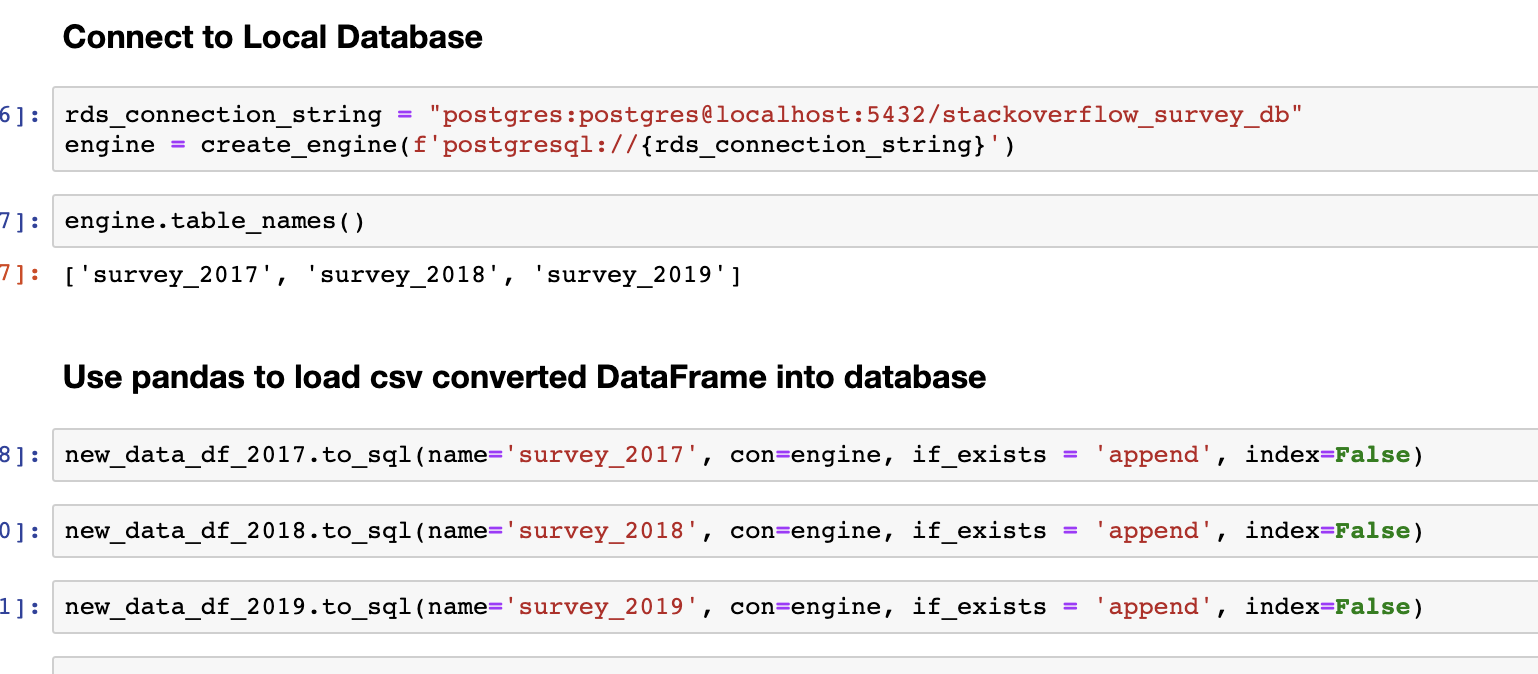 Connect to Local Database
6]: rds_connection_string = "postgres:postgres@localhost:5432/stackoverflow_survey_db"
engine = create_engine(f'postgresql://{rds_connection_string}')
7]: engine.table_names()
7]: ['survey_2017', 'survey_2018', 'survey_2019']
Use pandas to load csv converted DataFrame into database
8]: new_data_df_2017.to_sql(name='survey_2017', con=engine, if_exists = 'append', index=False)
0]: new_data_df_2018.to_sql(name='survey_2018', con=engine, if_exists = 'append', index=False)
1]: new_data_df_2019.to_sql(name='survey_2019', con=engine, if_exists = 'append', index=False)